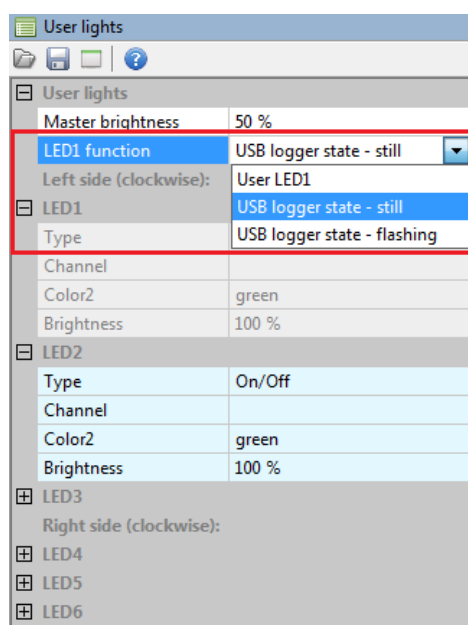 User lights
User lights
Master brightness 50 %
LED1 function USB logger state - still
Left side (clockwise): User LED1
LED1 USB logger state - still
Type USB logger state - flashing
Channel
Color2 green
Brightness 100 %
LED2
Type On/Off
Channel
Color2 green
Brightness 100 %
LED3
Right side (clockwise):
LED4
LED5
LED6